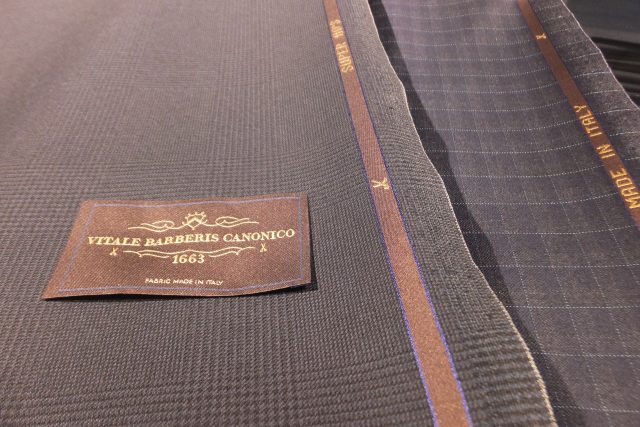 VITALE BARBERIS CANONICO
1663
FABRIC MADE IN ITALY
SUPER 110'S
MADE IN ITALY